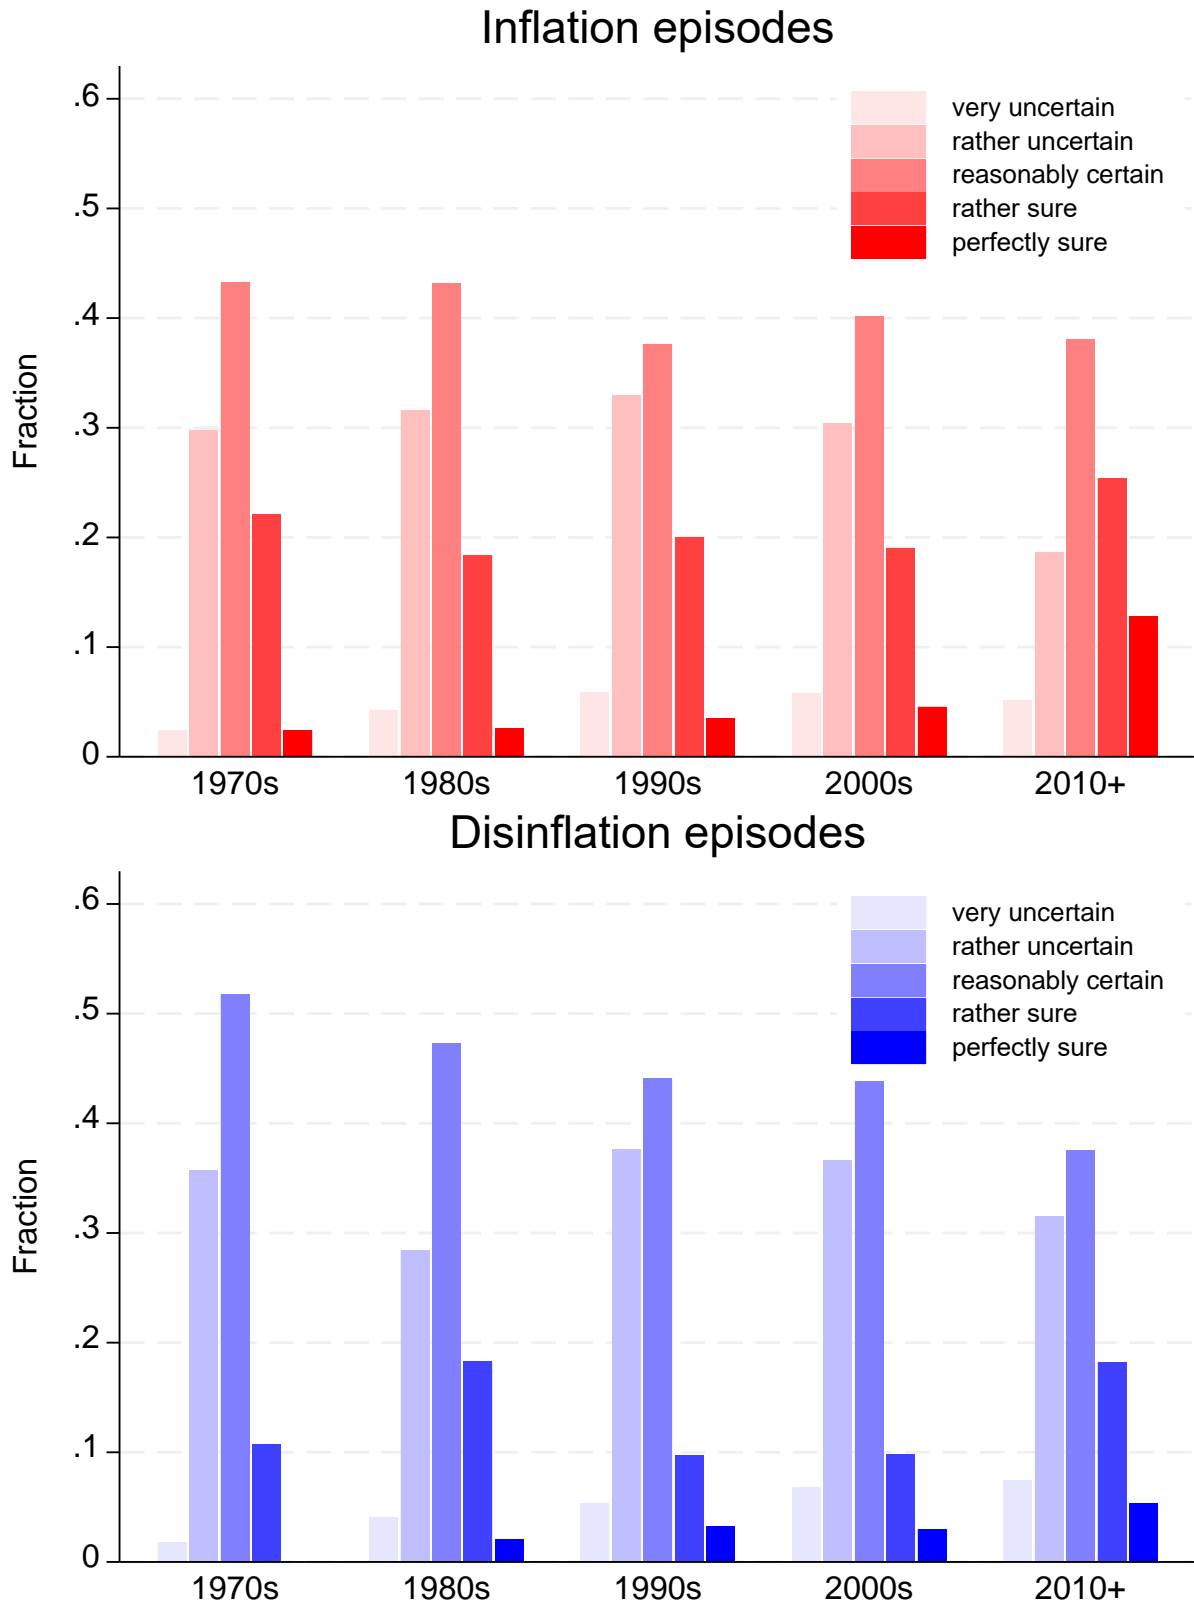 Inflation episodes
.6
.5
.4
.3
.2
.1
0
Fraction
very uncertain
rather uncertain
reasonably certain
rather sure
perfectly sure
1970s 1980s 1990s 2000s 2010+
Disinflation episodes
.6
.5
.4
.3
.2
.1
0
Fraction
very uncertain
rather uncertain
reasonably certain
rather sure
perfectly sure
1970s 1980s 1990s 2000s 2010+